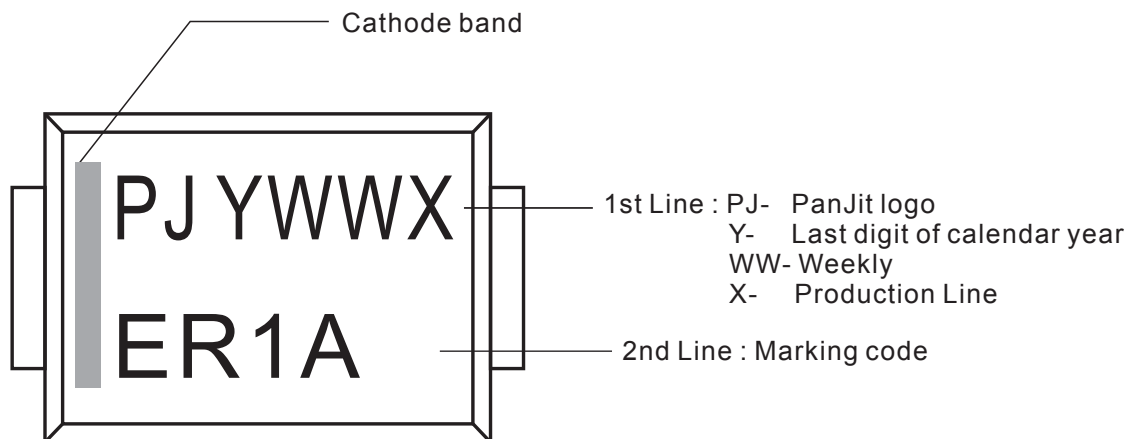 Cathode band
PJ YWWX
1st Line : PJ- PanJit logo
Y- Last digit of calendar year
WW- Weekly
X- Production Line
ER1A
2nd Line : Marking code